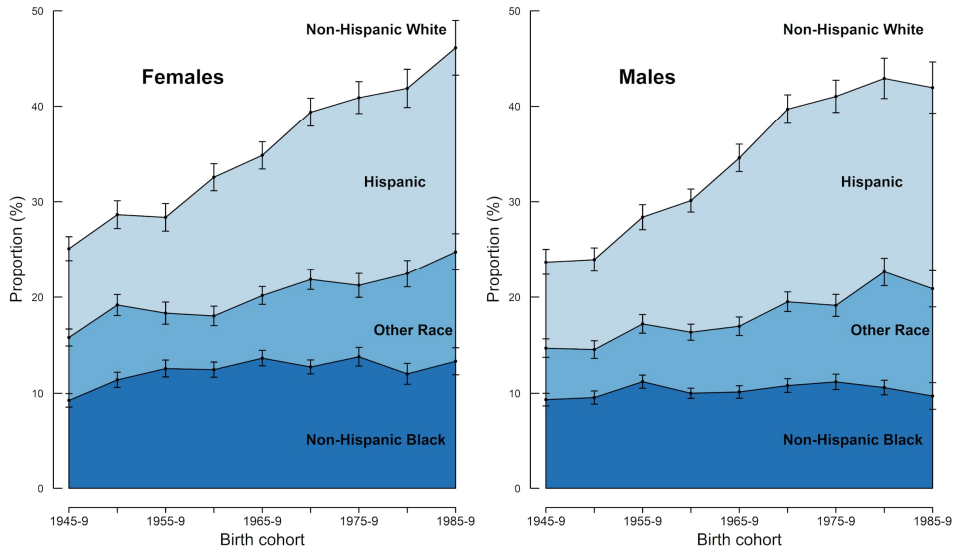 Females
Non-Hispanic White
Hispanic
Other Race
Non-Hispanic Black
Proportion (%)
50
40
30
20
10
0
1945-9 1955-9 1965-9 1975-9 1985-9
Birth cohort
Males
Non-Hispanic White
Hispanic
Other Race
Non-Hispanic Black
Proportion (%)
50
40
30
20
10
0
1945-9 1955-9 1965-9 1975-9 1985-9
Birth cohort